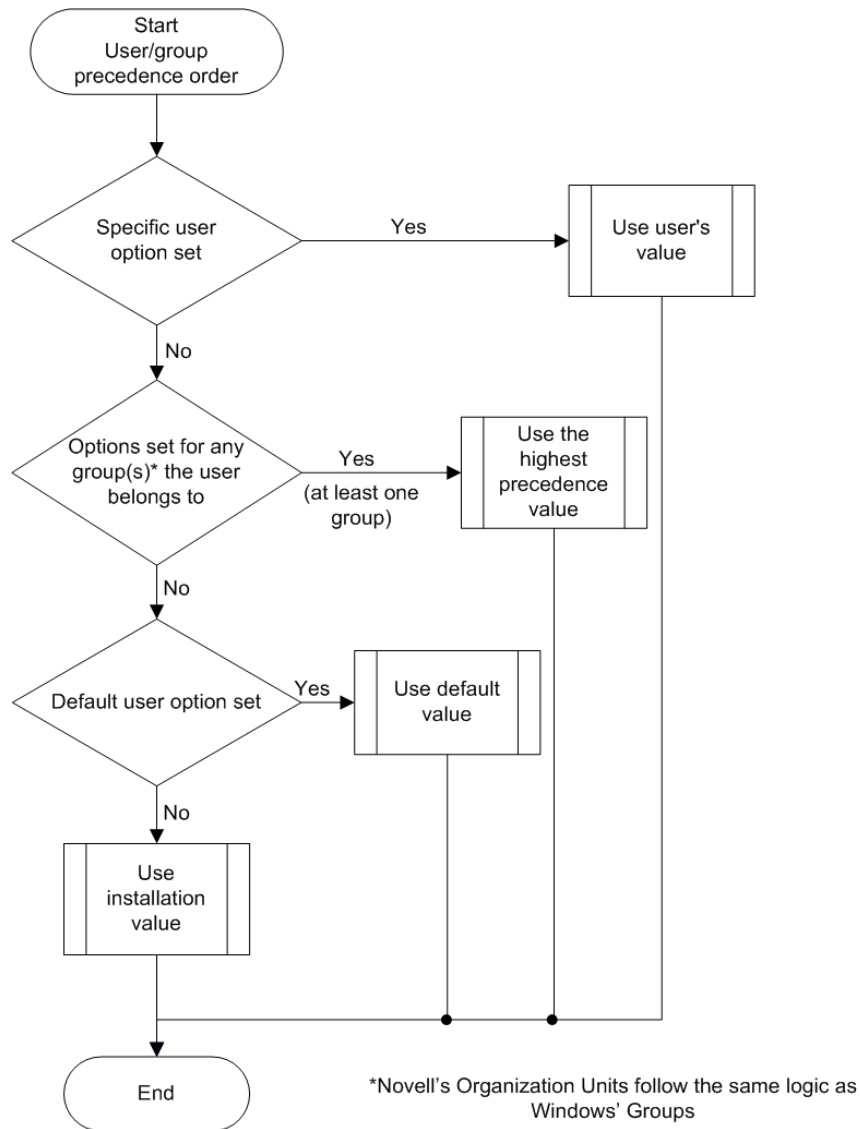 Start
User/group
precedence order
Specific user
option set
Yes
Use user's
value
No
Options set for any
group(s)* the user
belongs to
Yes
(at least one
group)
Use the
highest
precedence
value
No
Default user option set
Yes
Use default
value
No
Use
installation
value
End
*Novell’s Organization Units follow the same logic as
Windows’ Groups